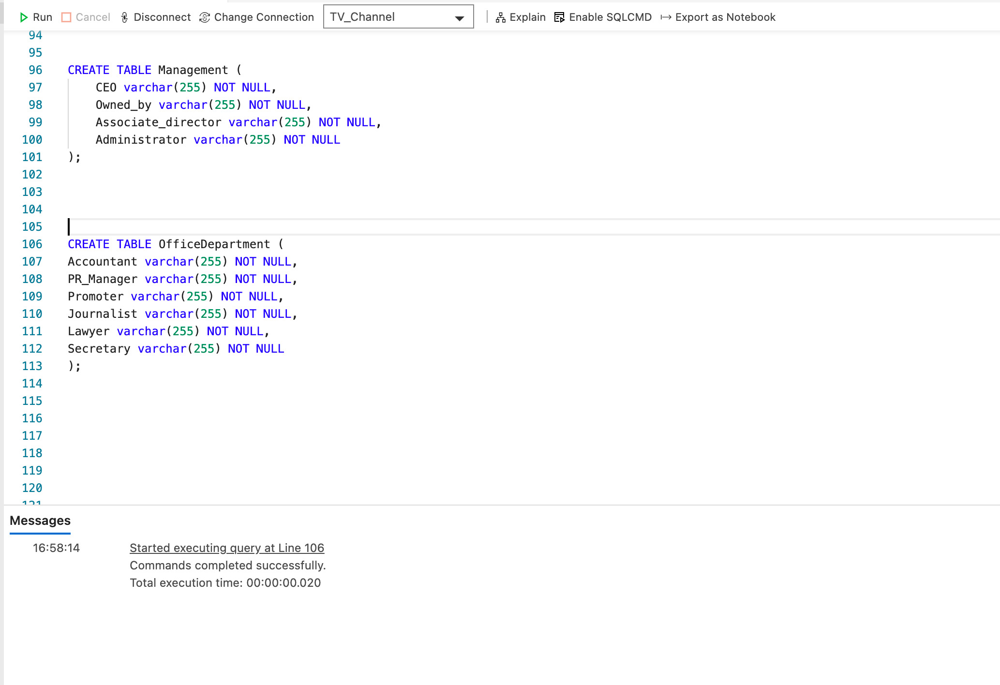 Run Cancel Disconnect Change Connection TV_Channel Explain Enable SQLCMD Export as Notebook
94
95
96 CREATE TABLE Management (
97 CEO varchar(255) NOT NULL,
98 Owned_by varchar(255) NOT NULL,
99 Associate_director varchar(255) NOT NULL,
100 Administrator varchar(255) NOT NULL
101 );
102
103
104
105
106 CREATE TABLE OfficeDepartment (
107 Accountant varchar(255) NOT NULL,
108 PR_Manager varchar(255) NOT NULL,
109 Promoter varchar(255) NOT NULL,
110 Journalist varchar(255) NOT NULL,
111 Lawyer varchar(255) NOT NULL,
112 Secretary varchar(255) NOT NULL
113 );
114
115
116
117
118
119
120
121
Messages
16:58:14 Started executing query at Line 106
Commands completed successfully.
Total execution time: 00:00:00.020